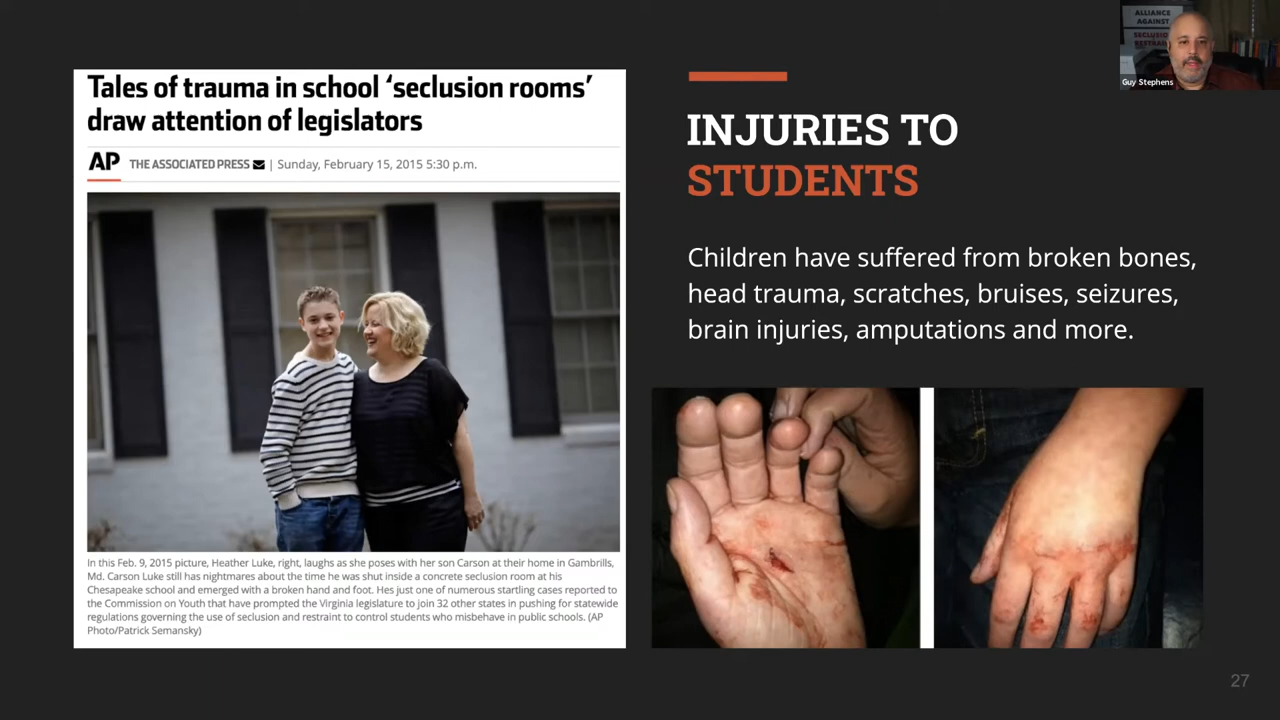 Tales of trauma in school ‘seclusion rooms’
draw attention of legislators
AP THE ASSOCIATED PRESS | Sunday, February 15, 2015 5:30 p.m.
In this Feb. 9, 2015 picture, Heather Luke, right, laughs as she poses with her son Carson at their home in Gambrills,
Md. Carson Luke still has nightmares about the time he was shut inside a concrete seclusion room at his
Chesapeake school and emerged with a broken hand and foot. Hes just one of numerous startling cases reported to
the Commission on Youth that have prompted the Virginia legislature to join 32 other states in pushing for statewide
regulations governing the use of seclusion and restraint to control students who misbehave in public schools. (AP
Photo/Patrick Semansky)
INJURIES TO
STUDENTS
Children have suffered from broken bones,
head trauma, scratches, bruises, seizures,
brain injuries, amputations and more.
ALLIANCE
AGAINST
Guy Stephens
27